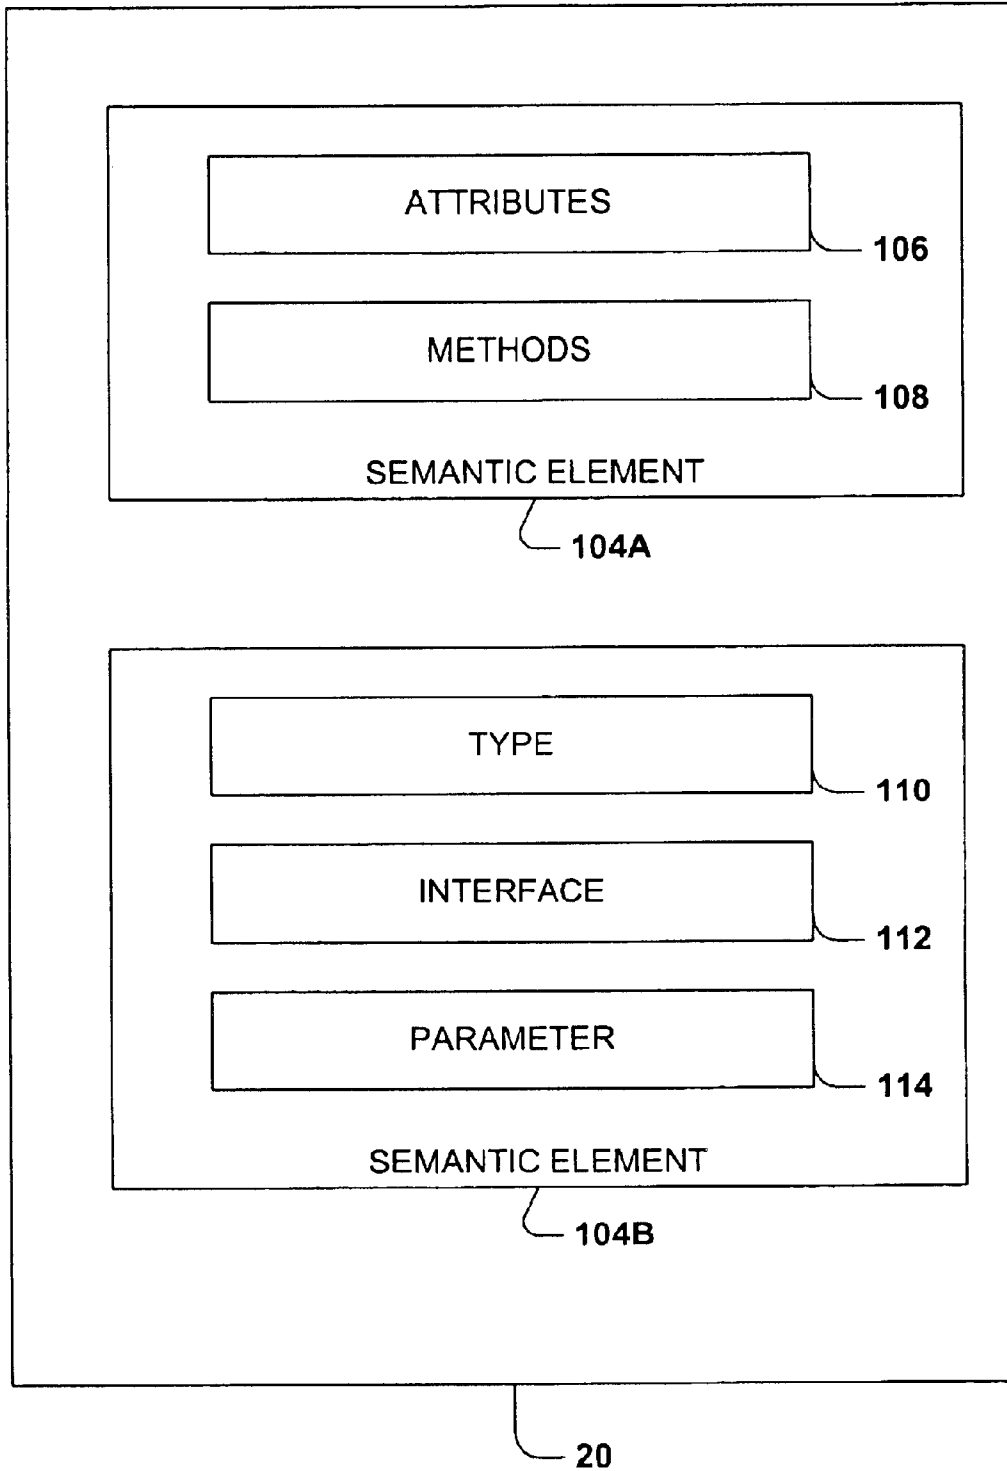 ATTRIBUTES
106
METHODS
108
SEMANTIC ELEMENT
104A
TYPE
110
INTERFACE
112
PARAMETER
114
SEMANTIC ELEMENT
104B
20